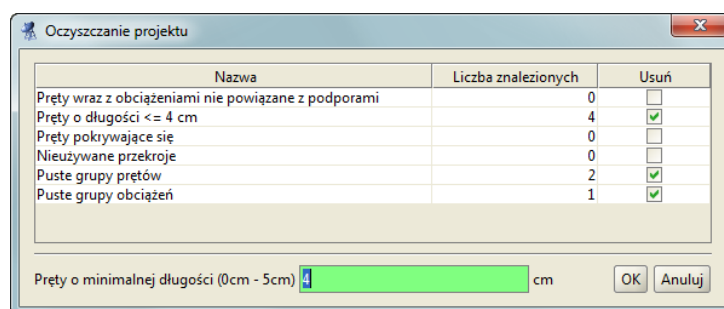 Oczyszczanie projektu
Nazwa Liczba znalezionych Usuń
Pręty wraz z obciążeniami nie powiązane z podporami 0
Pręty o długości <= 4 cm 4
Pręty pokrywające się 0
Nieużywane przekroje 0
Puste grupy prętów 2
Puste grupy obciążeń 1
Pręty o minimalnej długości (0cm - 5cm) 4 cm OK Anuluj